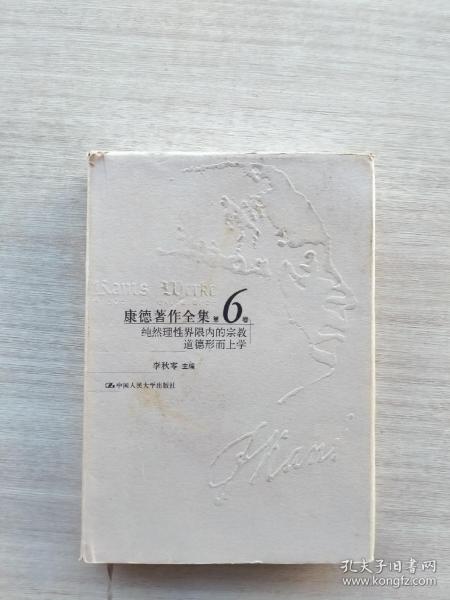 Kants Werke
康德著作全集 第6卷
纯然理性界限内的宗教
道德形而上学
李秋零 主编
中国人民大学出版社
Kant
孔夫子旧书网
www.kongfz.com